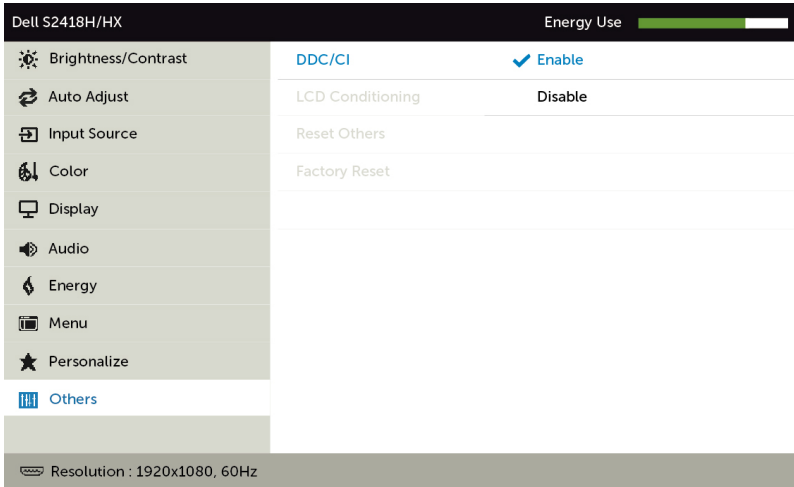 Dell S2418H/HX Energy Use
Brightness/Contrast DDC/CI Enable
Auto Adjust LCD Conditioning Disable
Input Source Reset Others
Color Factory Reset
Display
Audio
Energy
Menu
Personalize
Others
Resolution : 1920x1080, 60Hz